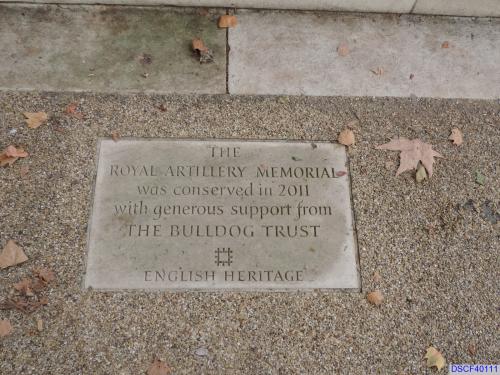 THE
ROYAL ARTILLERY MEMORIAL
was conserved in 2011
with generous support from
THE BULLDOG TRUST
ENGLISH HERITAGE
DSCF40111